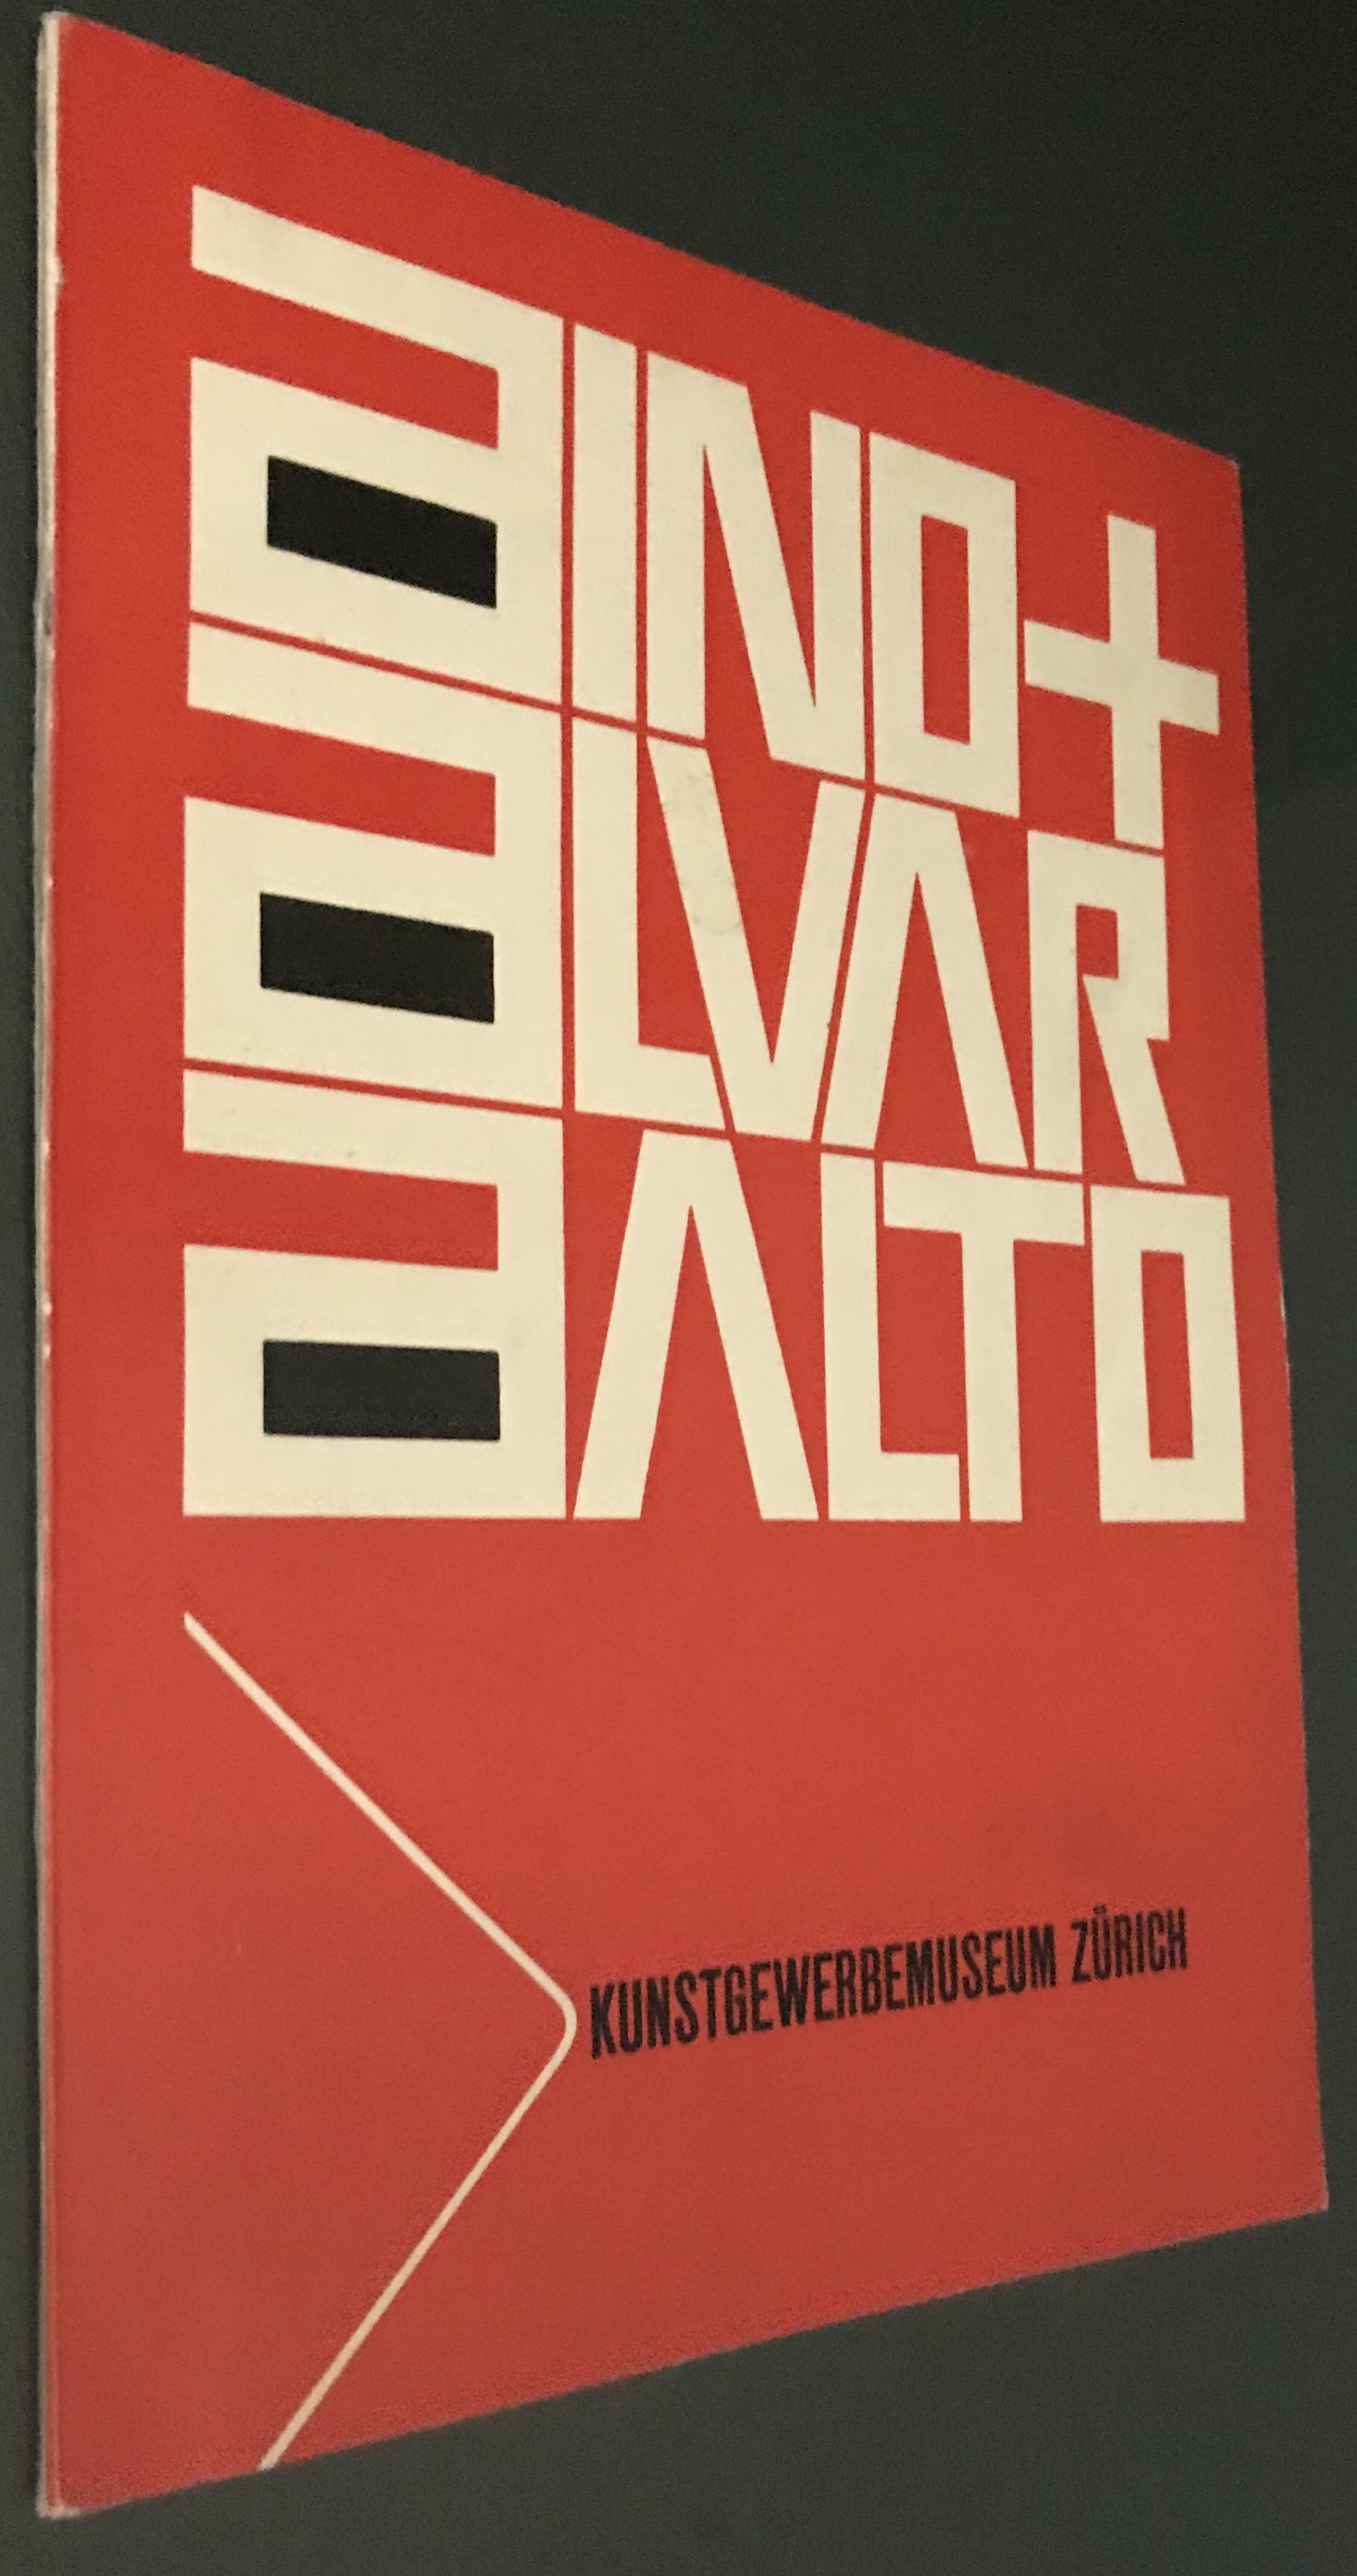 aINO+
aLVAR
aALTO
KUNSTGEWERBEMUSEUM ZÜRICH